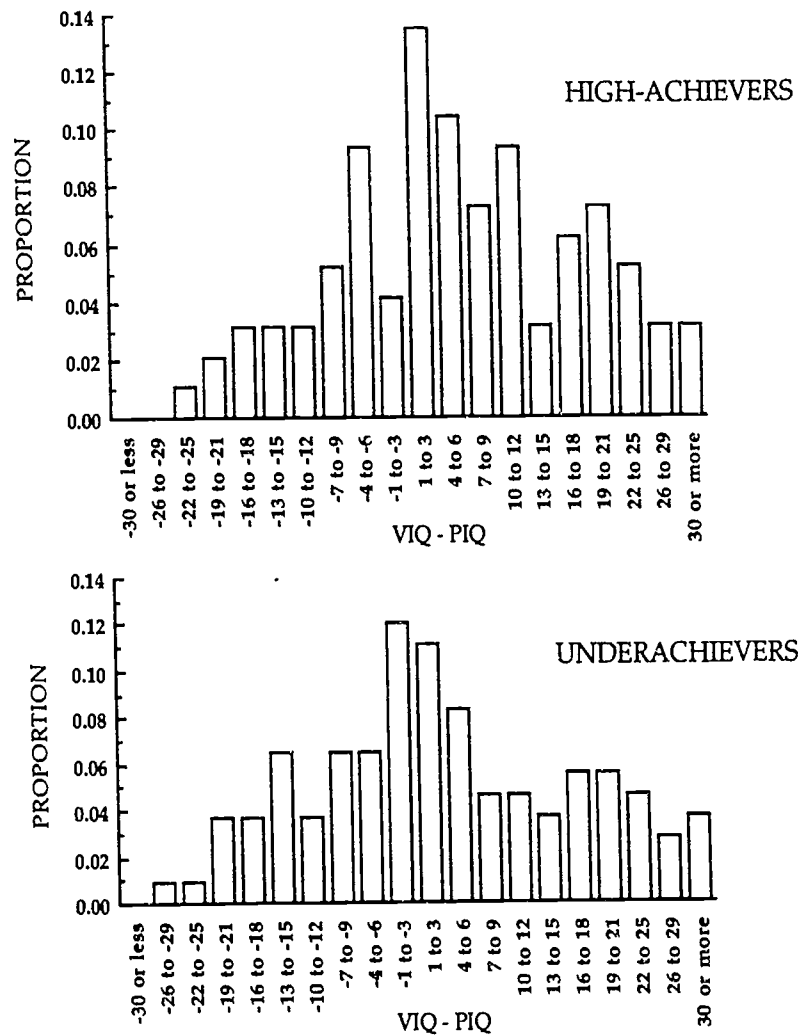 HIGH-ACHIEVERS
PROPORTION
0.14
0.12
0.10
0.08
0.06
0.04
0.02
0.00
-30 or less
-26 to -29
-22 to -25
-19 to -21
-16 to -18
-13 to -15
-10 to -12
-7 to -9
-4 to -6
-1 to -3
1 to 3
4 to 6
7 to 9
10 to 12
13 to 15
16 to 18
19 to 21
22 to 25
26 to 29
30 or more
VIQ - PIQ
UNDERACHIEVERS
PROPORTION
0.14
0.12
0.10
0.08
0.06
0.04
0.02
0.00
-30 or less
-26 to -29
-22 to -25
-19 to -21
-16 to -18
-13 to -15
-10 to -12
-7 to -9
-4 to -6
-1 to -3
1 to 3
4 to 6
7 to 9
10 to 12
13 to 15
16 to 18
19 to 21
22 to 25
26 to 29
30 or more
VIQ - PIQ